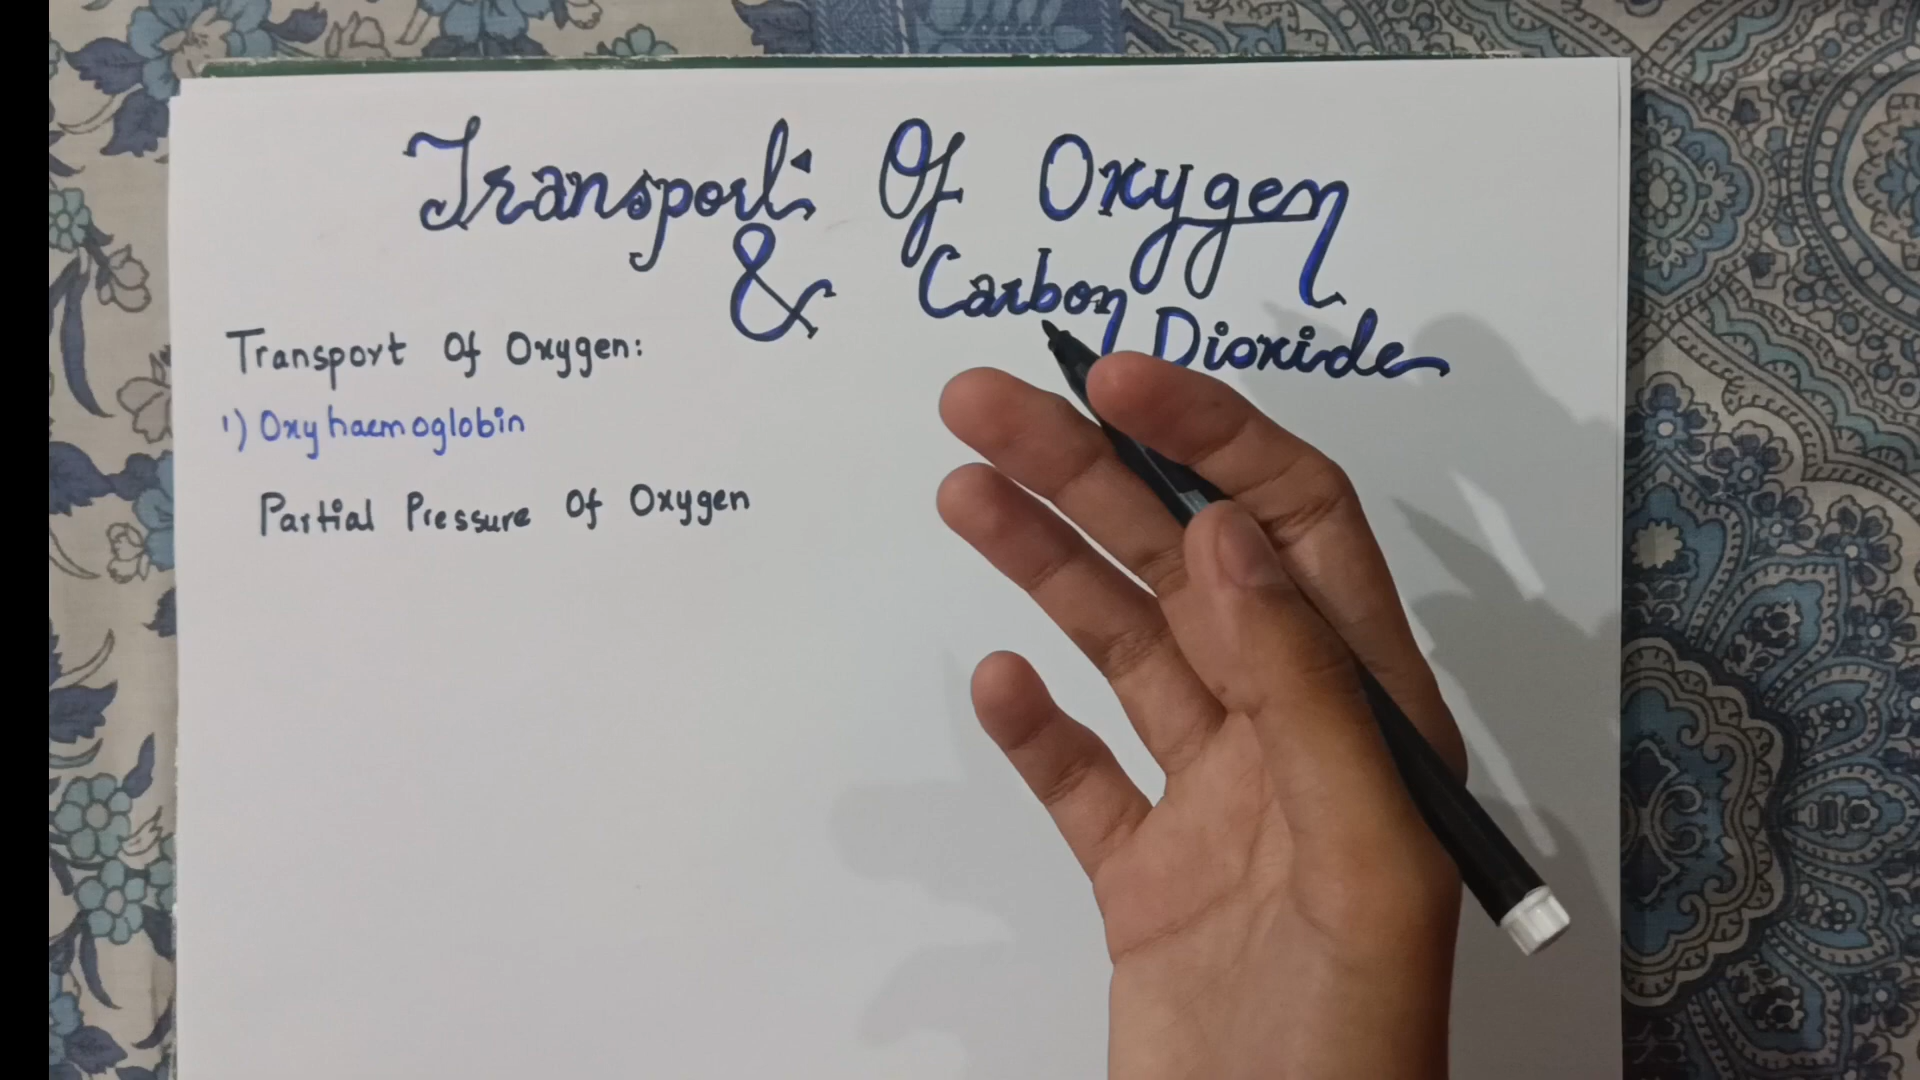 Transport Of Oxygen
& Carbon Dioxide
Transport Of Oxygen:
1) Oxyhaemoglobin
Partial Pressure Of Oxygen